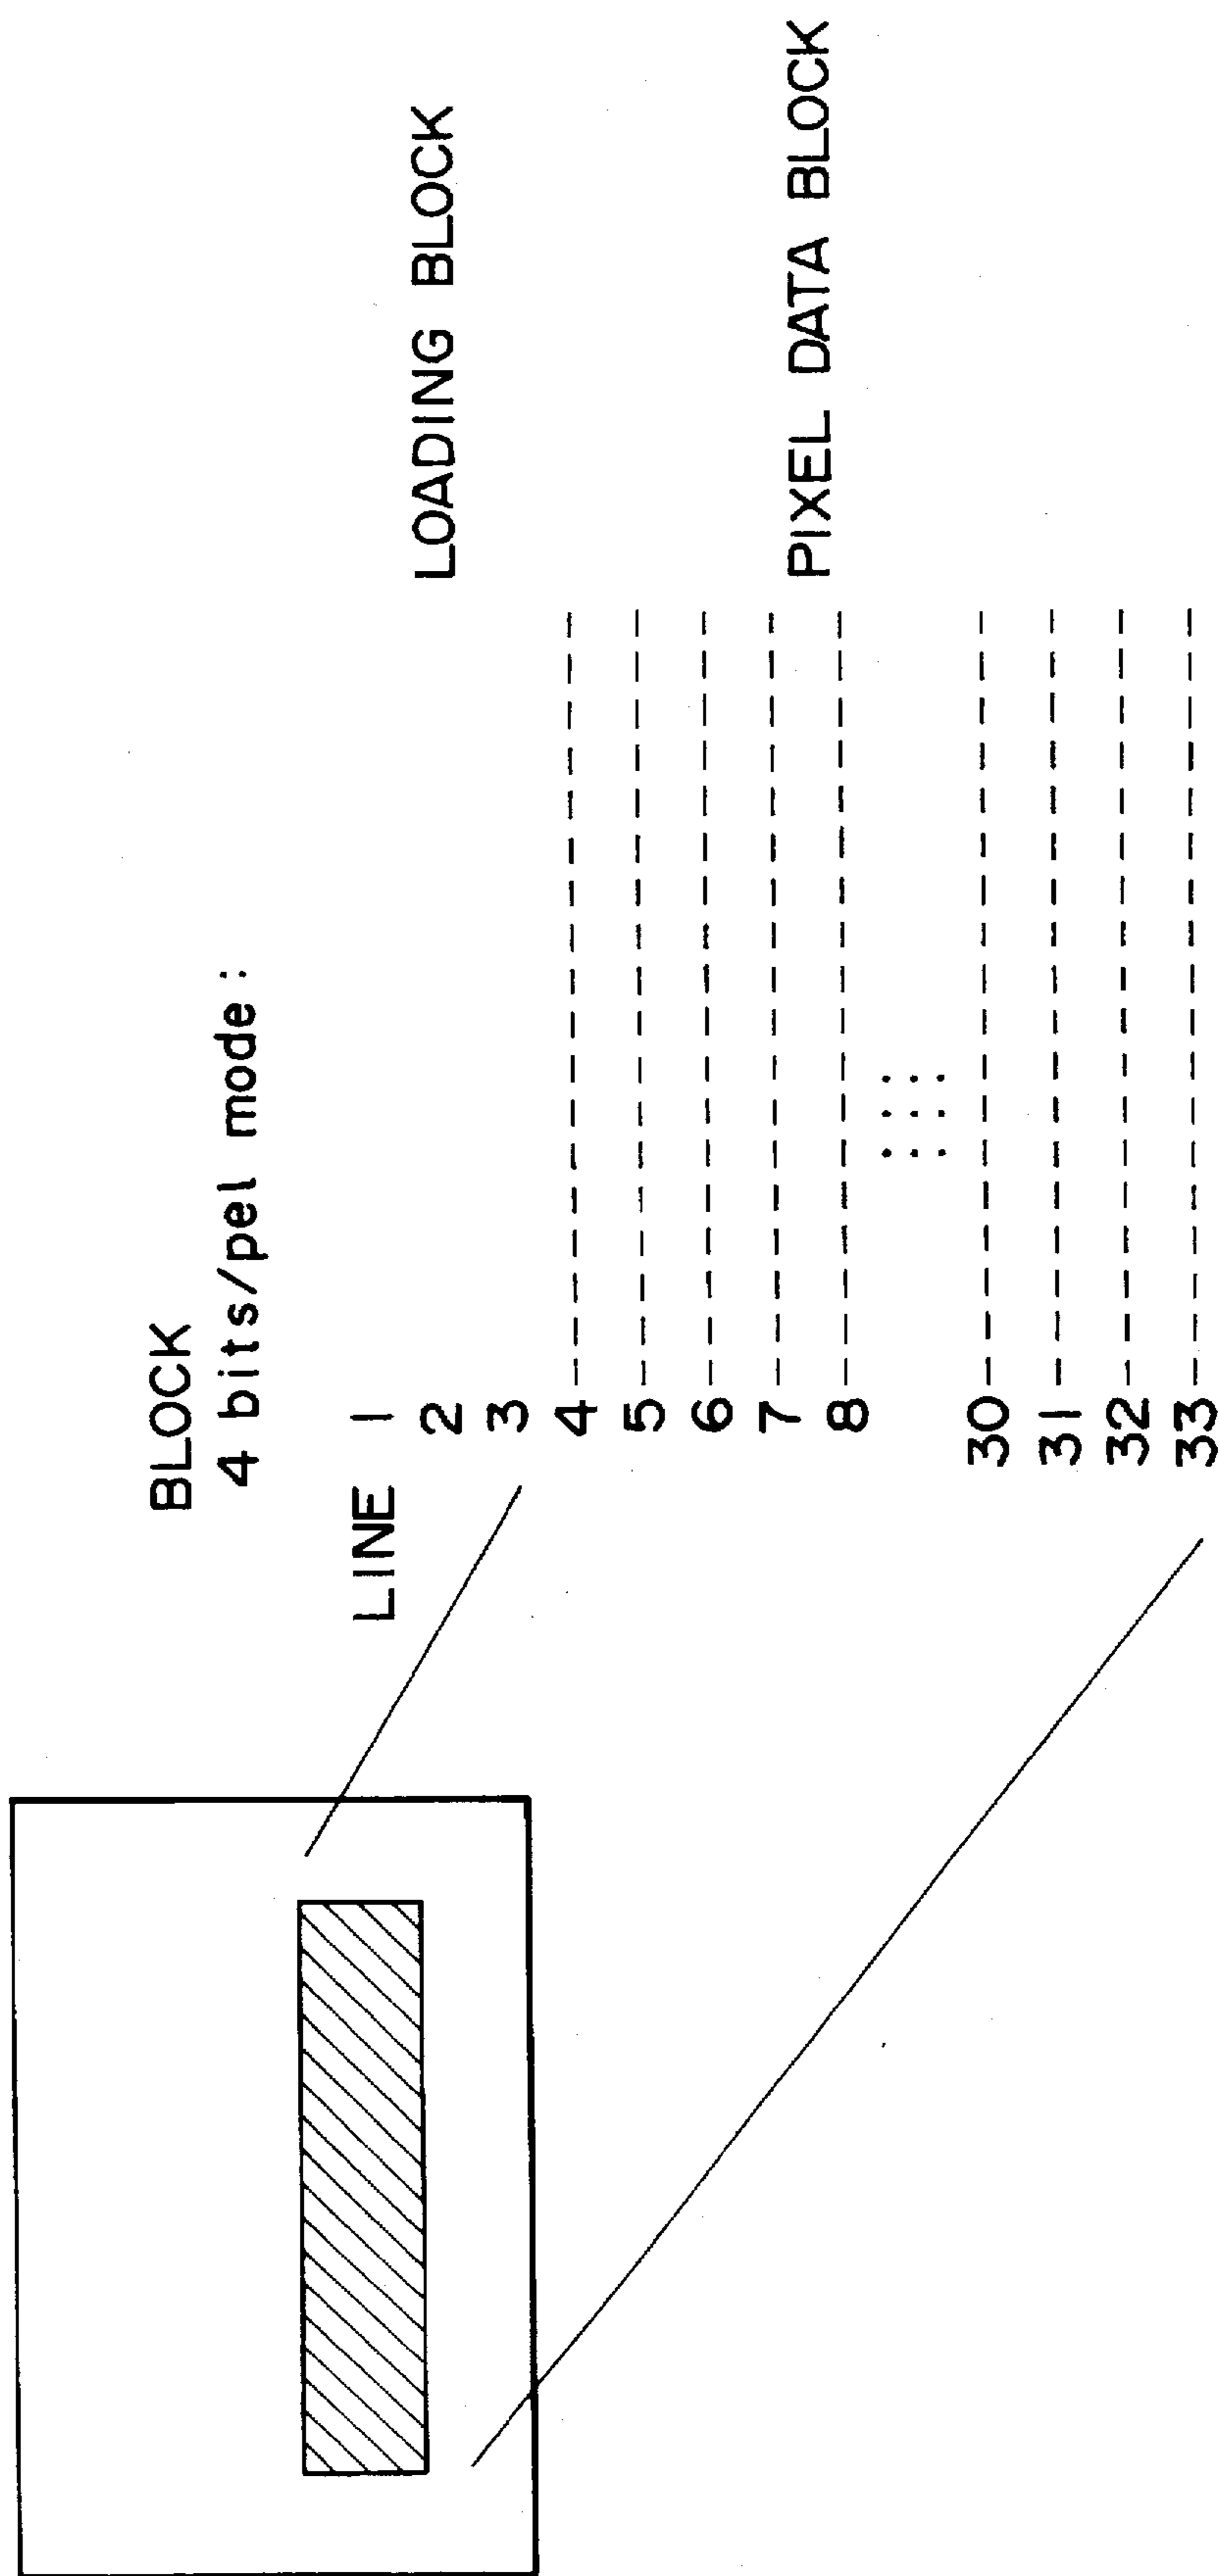 BLOCK
4 bits/pel mode:
LINE 1
2 LOADING BLOCK
3
4
5
6
7
8 PIXEL DATA BLOCK
30
31
32
33